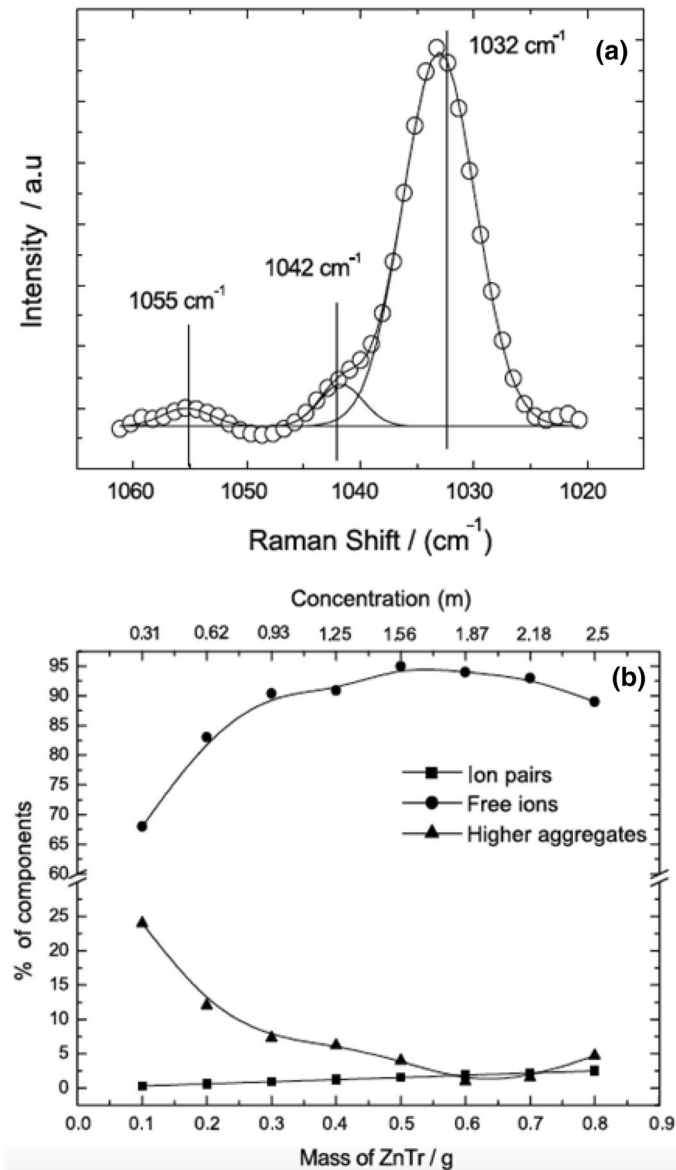 (a)
1032 cm⁻¹
1042 cm⁻¹
1055 cm⁻¹
Intensity / a.u
1060 1050 1040 1030 1020
Raman Shift / (cm⁻¹)
Concentration (m)
0.31 0.62 0.93 1.25 1.56 1.87 2.18 2.5
(b)
95
90
85
80
75
70
65
60
25
20
15
10
5
0
Ion pairs
Free ions
Higher aggregates
% of components
0.0 0.1 0.2 0.3 0.4 0.5 0.6 0.7 0.8 0.9
Mass of ZnTr / g